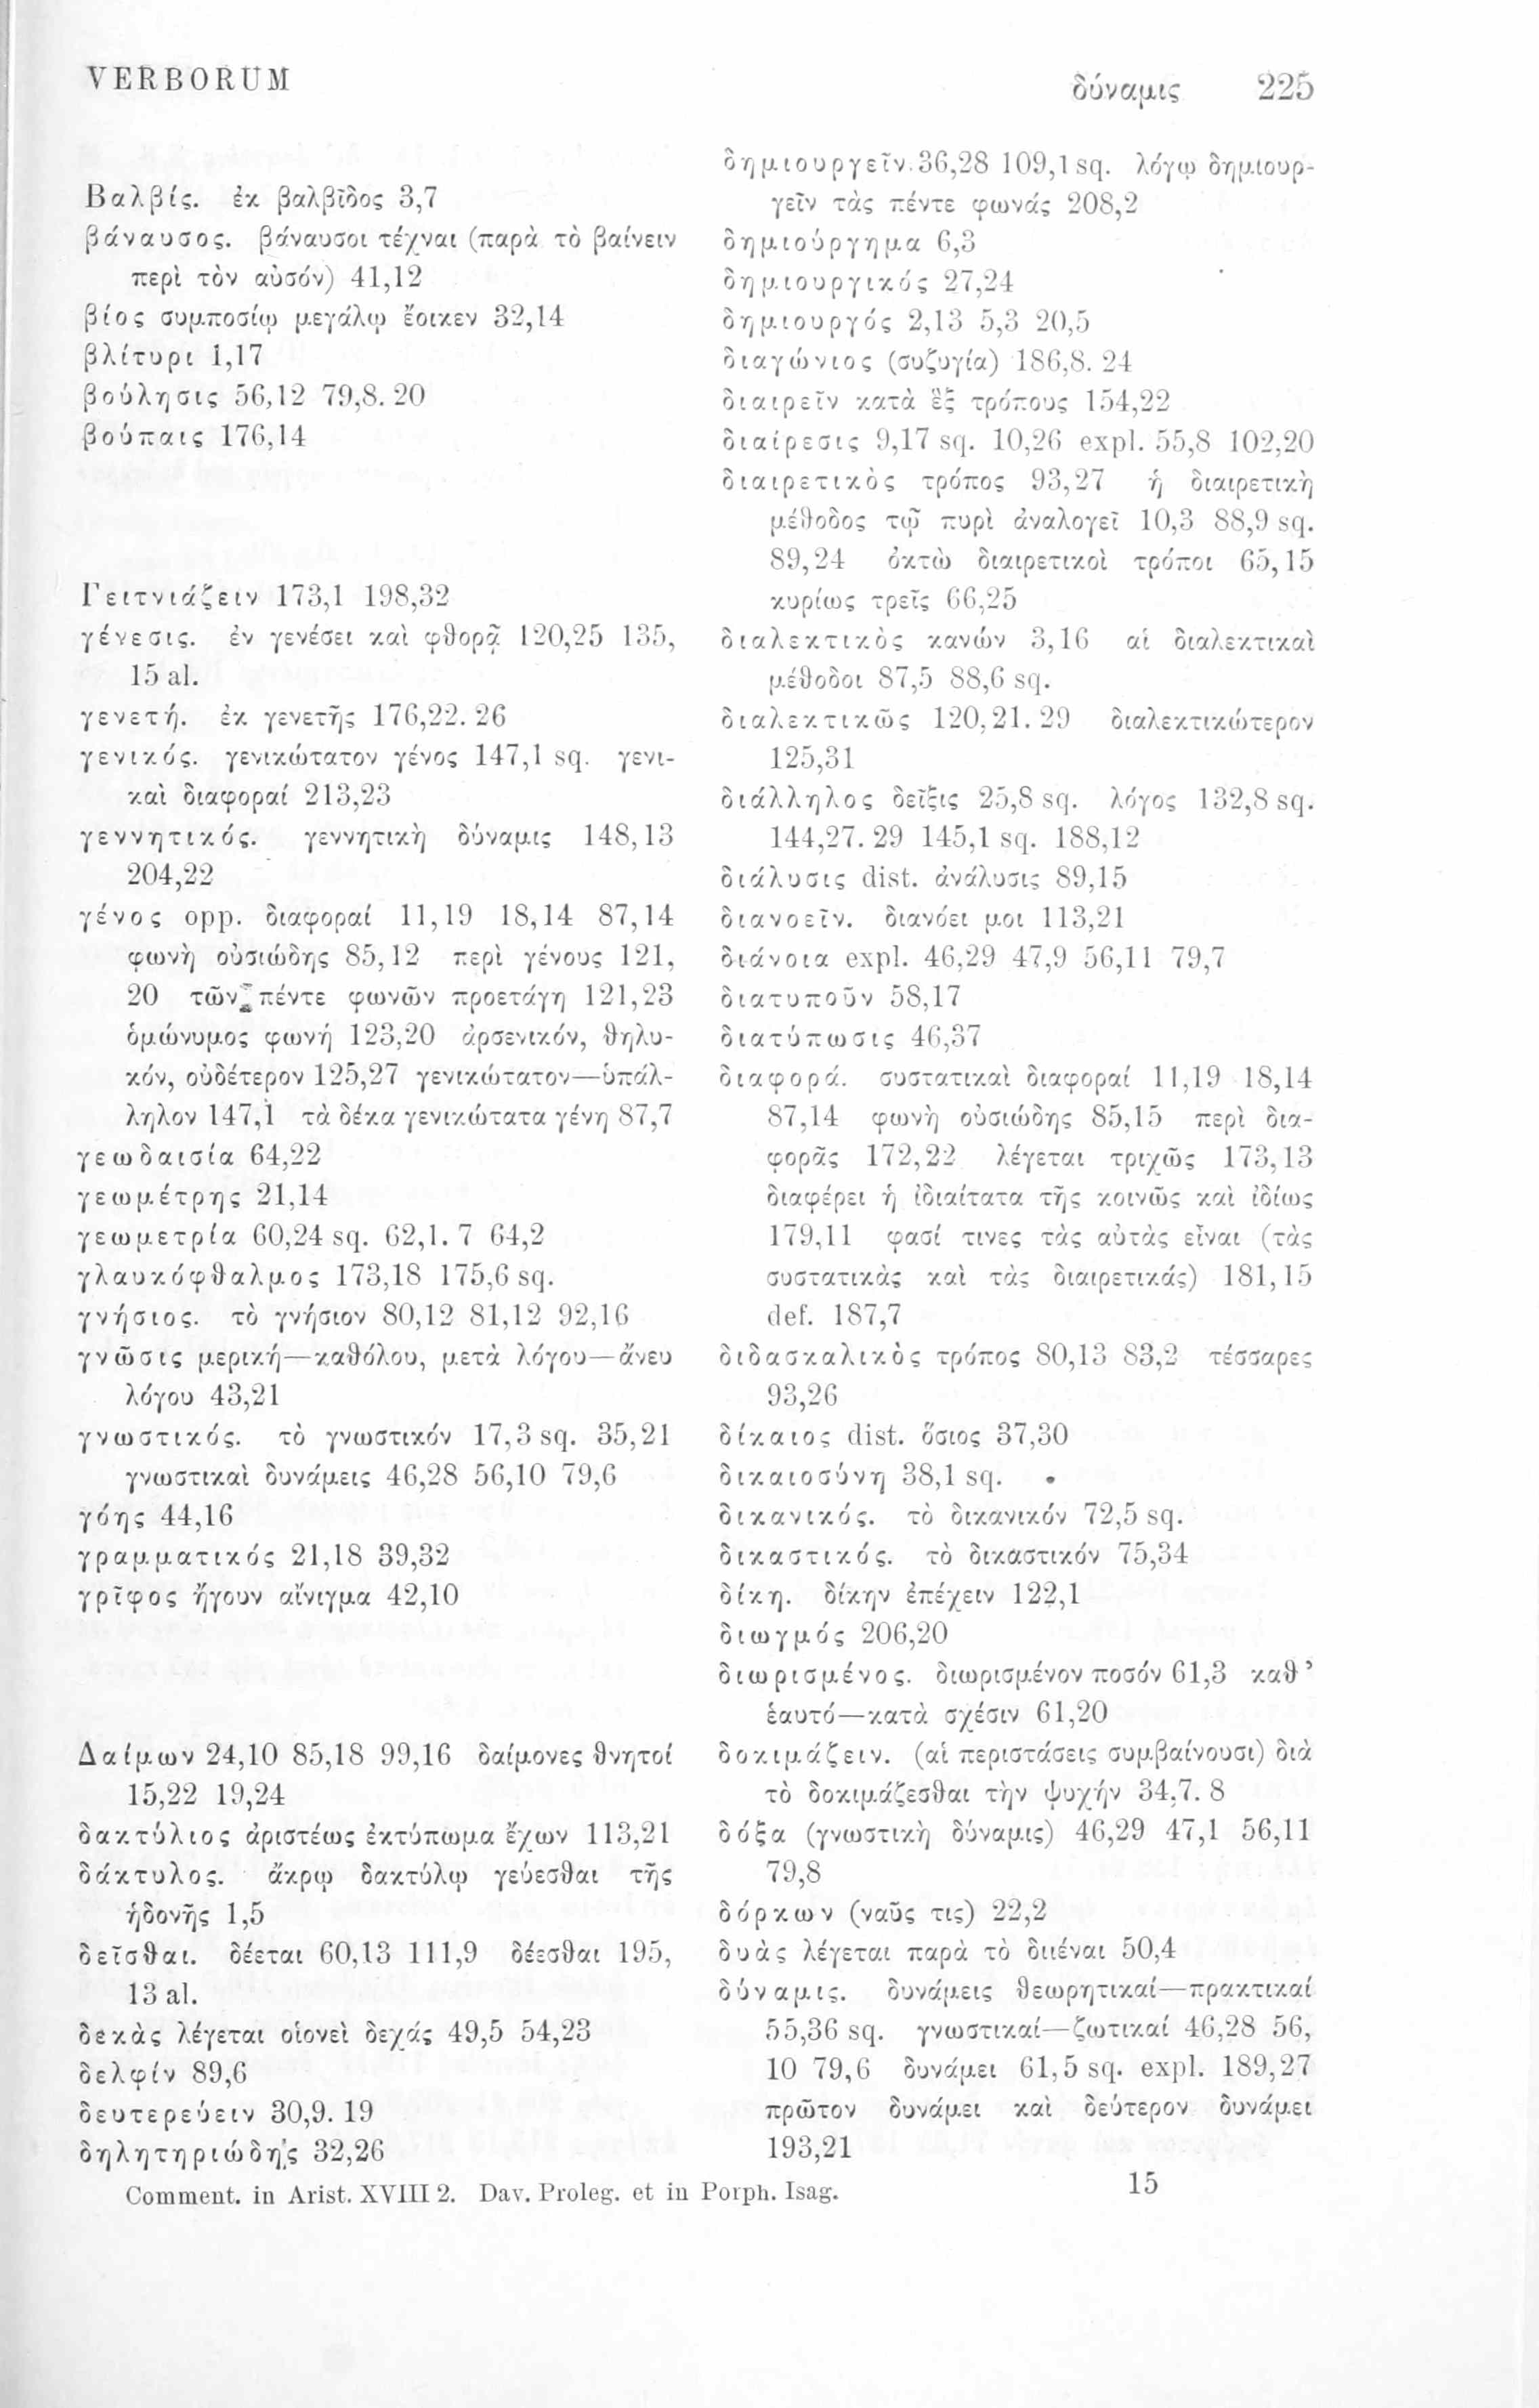 VERBORUM
δύναμις 225
Βαλβίς. ἐκ βαλβῖδος 3,7
βάναυσος. βάναυσοι τέχναι (παρὰ τὸ βαίνειν
περὶ τὸν αὐσόν) 41,12
βίος συμποσίῳ μεγάλῳ ἔοικεν 32,14
βλίτυρι 1,17
βούλησις 56,12 79,8. 20
βούπαις 176,14
Γειτνιάζειν 173,1 198,32
γένεσις. ἐν γενέσει καὶ φθορᾷ 120,25 135,
15 al.
γενετή. ἐκ γενετῆς 176,22. 26
γενικός. γενικώτατον γένος 147,1 sq. γενι-
καὶ διαφοραί 213,23
γεννητικός. γεννητικὴ δύναμις 148,13
204,22
γένος opp. διαφοραί 11,19 18,14 87,14
φωνὴ οὐσιώδης 85,12 περὶ γένους 121,
20 τῶν πέντε φωνῶν προετάγη 121,23
ὁμώνυμος φωνή 123,20 ἀρσενικόν, θηλυ-
κόν, οὐδέτερον 125,27 γενικώτατον—ὑπάλ-
ληλον 147,1 τὰ δέκα γενικώτατα γένη 87,7
γεωδαισία 64,22
γεωμέτρης 21,14
γεωμετρία 60,24 sq. 62,1. 7 64,2
γλαυκόφθαλμος 173,18 175,6 sq.
γνήσιος. τὸ γνήσιον 80,12 81,12 92,16
γνῶσις μερική—καθόλου, μετὰ λόγου—ἄνευ
λόγου 43,21
γνωστικός. τὸ γνωστικόν 17,3 sq. 35,21
γνωστικαὶ δυνάμεις 46,28 56,10 79,6
γόης 44,16
γραμματικός 21,18 39,32
γρῖφος ἤγουν αἴνιγμα 42,10
Δαίμων 24,10 85,18 99,16 δαίμονες θνητοί
15,22 19,24
δακτύλιος ἀριστέως ἐκτύπωμα ἔχων 113,21
δάκτυλος. ἄκρῳ δακτύλῳ γεύεσθαι τῆς
ἡδονῆς 1,5
δεῖσθαι. δέεται 60,13 111,9 δέεσθαι 195,
13 al.
δεκὰς λέγεται οἱονεὶ δεχάς 49,5 54,23
δελφίν 89,6
δευτερεύειν 30,9. 19
δηλητηριώδης 32,26
δημιουργεῖν 36,28 109,1 sq. λόγῳ δημιουρ-
γεῖν τὰς πέντε φωνάς 208,2
δημιούργημα 6,3
δημιουργικός 27,24
δημιουργός 2,13 5,3 20,5
διαγώνιος (συζυγία) 186,8. 24
διαιρεῖν κατὰ ἓξ τρόπους 154,22
διαίρεσις 9,17 sq. 10,26 expl. 55,8 102,20
διαιρετικὸς τρόπος 93,27 ἡ διαιρετικὴ
μέθοδος τῷ πυρὶ ἀναλογεῖ 10,3 88,9 sq.
89,24 ὀκτὼ διαιρετικοὶ τρόποι 65,15
κυρίως τρεῖς 66,25
διαλεκτικὸς κανών 3,16 αἱ διαλεκτικαὶ
μέθοδοι 87,5 88,6 sq.
διαλεκτικῶς 120,21. 29 διαλεκτικώτερον
125,31
διάλληλος δεῖξις 25,8 sq. λόγος 132,8 sq.
144,27. 29 145,1 sq. 188,12
διάλυσις dist. ἀνάλυσις 89,15
διανοεῖν. διανόει μοι 113,21
διάνοια expl. 46,29 47,9 56,11 79,7
διατυποῦν 58,17
διατύπωσις 46,37
διαφορά. συστατικαὶ διαφοραί 11,19 18,14
87,14 φωνὴ οὐσιώδης 85,15 περὶ δια-
φορᾶς 172,22 λέγεται τριχῶς 173,13
διαφέρει ἡ ἰδιαίτατα τῆς κοινῶς καὶ ἰδίως
179,11 φασί τινες τὰς αὐτὰς εἶναι (τὰς
συστατικὰς καὶ τὰς διαιρετικάς) 181,15
def. 187,7
διδασκαλικὸς τρόπος 80,13 83,2 τέσσαρες
93,26
δίκαιος dist. ὅσιος 37,30
δικαιοσύνη 38,1 sq.
δικανικός. τὸ δικανικόν 72,5 sq.
δικαστικός. τὸ δικαστικόν 75,34
δίκη. δίκην ἐπέχειν 122,1
διωγμός 206,20
διωρισμένος. διωρισμένον ποσόν 61,3 καθ’
ἑαυτό—κατὰ σχέσιν 61,20
δοκιμάζειν. (αἱ περιστάσεις συμβαίνουσι) διὰ
τὸ δοκιμάζεσθαι τὴν ψυχήν 34,7. 8
δόξα (γνωστικὴ δύναμις) 46,29 47,1 56,11
79,8
δόρκων (ναῦς τις) 22,2
δυὰς λέγεται παρὰ τὸ διιέναι 50,4
δύναμις. δυνάμεις θεωρητικαί—πρακτικαί
55,36 sq. γνωστικαί—ζωτικαί 46,28 56,
10 79,6 δυνάμει 61,5 sq. expl. 189,27
πρῶτον δυνάμει καὶ δεύτερον δυνάμει
193,21
Comment. in Arist. XVIII 2. Dav. Proleg. et in Porph. Isag.
15